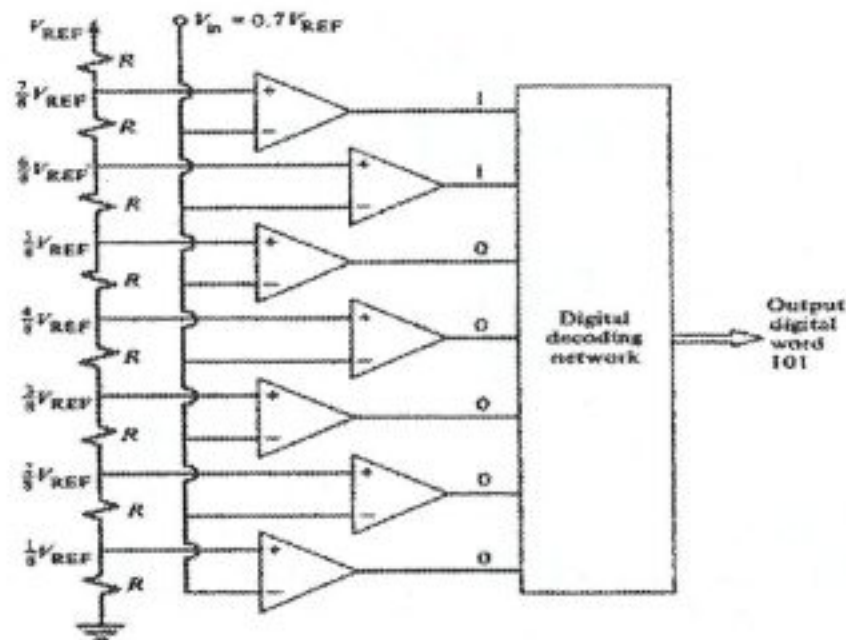 V_REF
V_in = 0.7 V_REF
R
7/8 V_REF
+
−
1
R
6/8 V_REF
+
−
1
R
5/8 V_REF
+
−
0
R
4/8 V_REF
+
−
0
Digital
decoding
network
Output
digital
word
101
R
3/8 V_REF
+
−
0
R
2/8 V_REF
+
−
0
R
1/8 V_REF
+
−
0
R